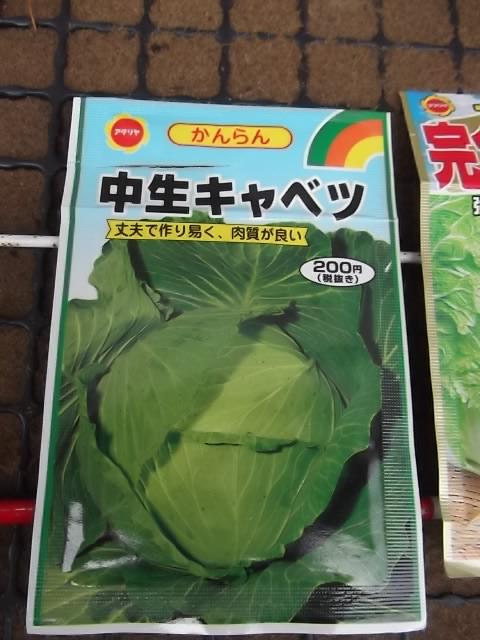 アタリヤ
かんらん
中生キャベツ
丈夫で作り易く、肉質が良い
200円
(税抜き)
完